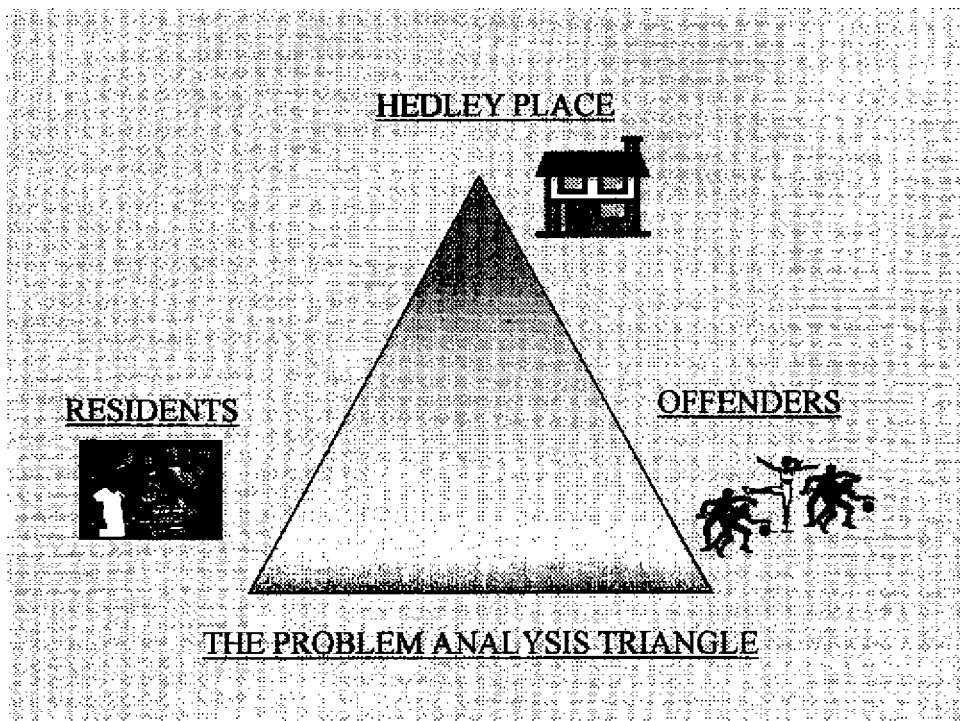 HEDLEY PLACE
RESIDENTS
OFFENDERS
THE PROBLEM ANALYSIS TRIANGLE